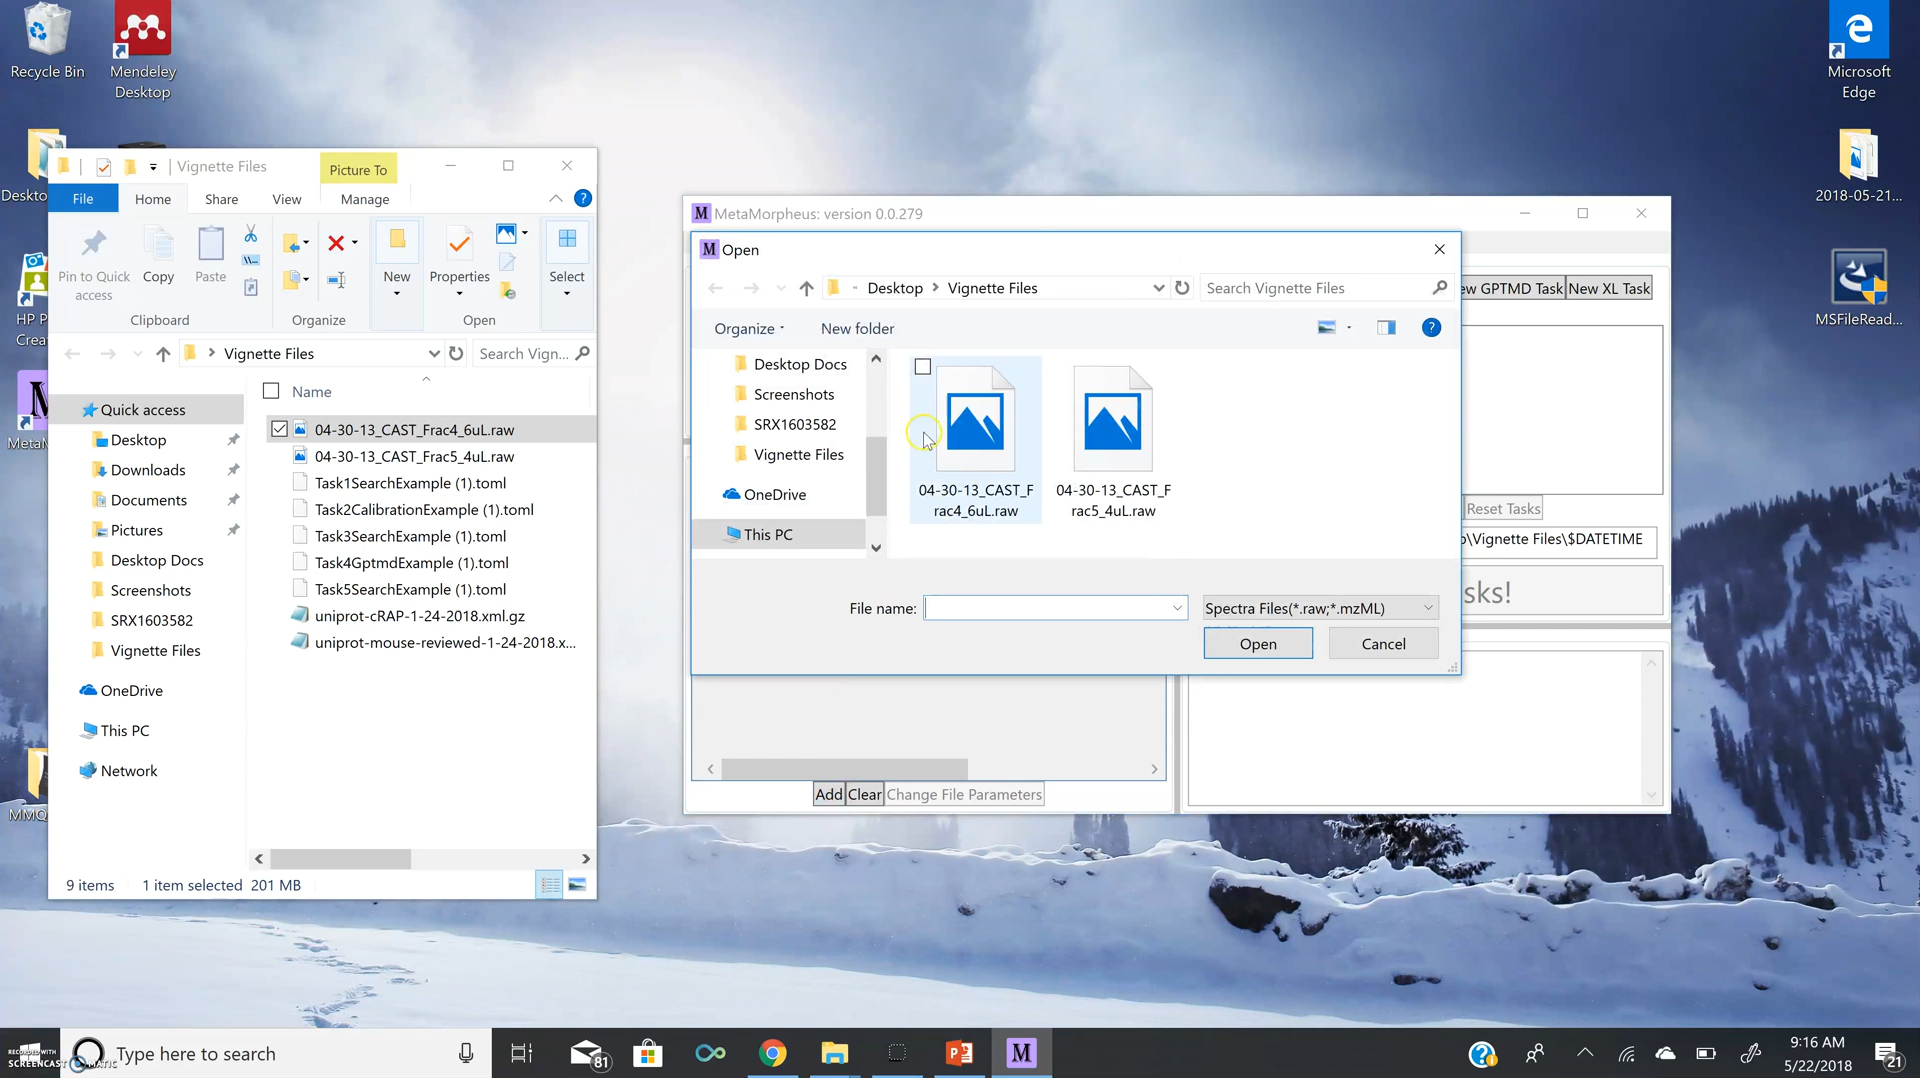 Recycle Bin
Mendeley
Desktop
Microsoft
Edge
2018-05-21...
MSFileRead...
Vignette Files
Picture To
File
Home
Share
View
Manage
Pin to Quick
access
Copy
Paste
New
Properties
Select
Clipboard
Organize
Open
Vignette Files
Search Vign...
Name
Quick access
Desktop
Downloads
Documents
Pictures
Desktop Docs
Screenshots
SRX1603582
Vignette Files
OneDrive
This PC
Network
04-30-13_CAST_Frac4_6uL.raw
04-30-13_CAST_Frac5_4uL.raw
Task1SearchExample (1).toml
Task2CalibrationExample (1).toml
Task3SearchExample (1).toml
Task4GptmdExample (1).toml
Task5SearchExample (1).toml
uniprot-cRAP-1-24-2018.xml.gz
uniprot-mouse-reviewed-1-24-2018.x...
9 items
1 item selected 201 MB
MetaMorpheus: version 0.0.279
Open
Desktop
Vignette Files
Search Vignette Files
Organize
New folder
Desktop Docs
Screenshots
SRX1603582
Vignette Files
OneDrive
This PC
04-30-13_CAST_F
rac4_6uL.raw
04-30-13_CAST_F
rac5_4uL.raw
File name:
Spectra Files(*.raw;*.mzML)
Open
Cancel
ew GPTMD Task
New XL Task
Reset Tasks
p\Vignette Files\$DATETIME
sks!
Add
Clear
Change File Parameters
RECORDED WITH
SCREENCAST-O-MATIC
Type here to search
81
9:16 AM
5/22/2018
21